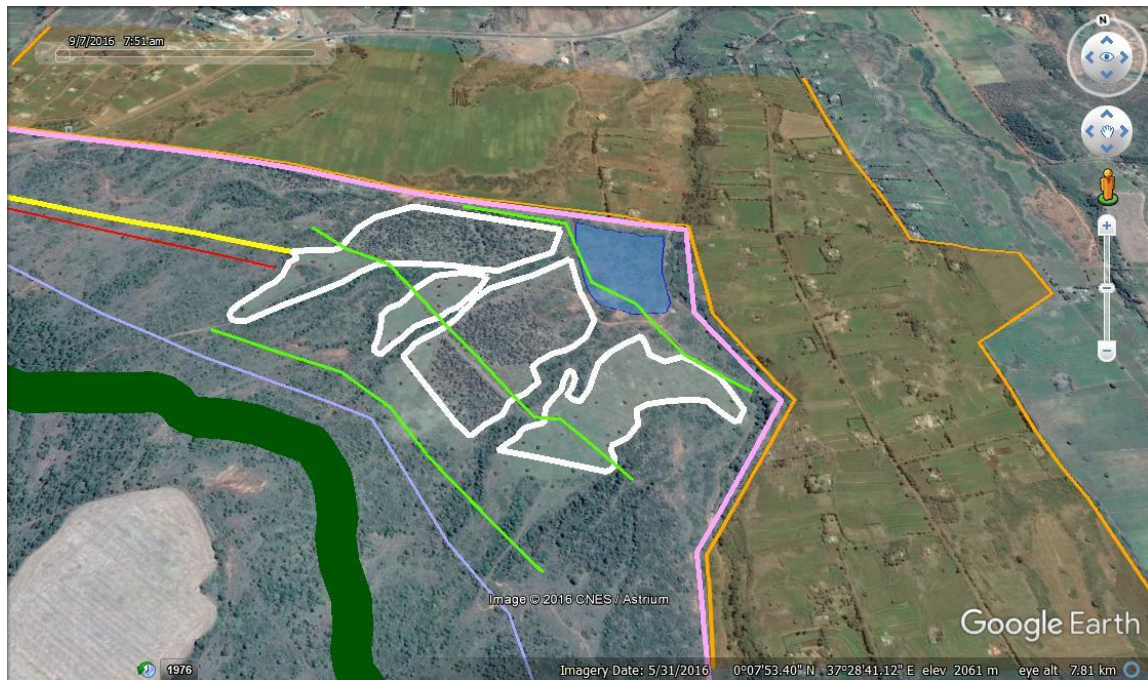 9/7/2016 7:51 am
N
Image © 2016 CNES / Astrium
Google Earth
1976
Imagery Date: 5/31/2016 0°07'53.40" N 37°28'41.12" E elev 2061 m eye alt 7.81 km